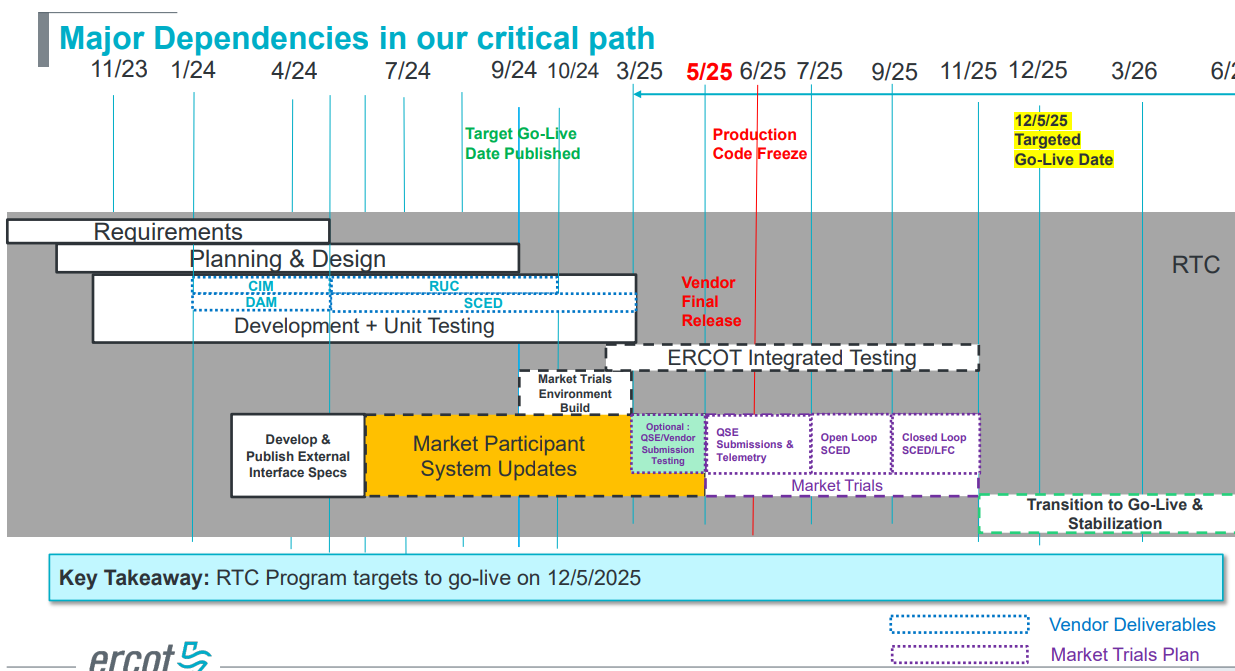 Major Dependencies in our critical path
11/23 1/24 4/24 7/24 9/24 10/24 3/25 5/25 6/25 7/25 9/25 11/25 12/25 3/26 6/2
Target Go-Live
Date Published
Production
Code Freeze
12/5/25
Targeted
Go-Live Date
Requirements
Planning & Design
RTC
CIM
RUC
DAM
SCED
Development + Unit Testing
Vendor
Final
Release
ERCOT Integrated Testing
Market Trials
Environment
Build
Develop &
Publish External
Interface Specs
Market Participant
System Updates
Optional :
QSE/Vendor
Submission
Testing
QSE
Submissions &
Telemetry
Open Loop
SCED
Closed Loop
SCED/LFC
Market Trials
Transition to Go-Live &
Stabilization
Key Takeaway: RTC Program targets to go-live on 12/5/2025
Vendor Deliverables
Market Trials Plan
ercot